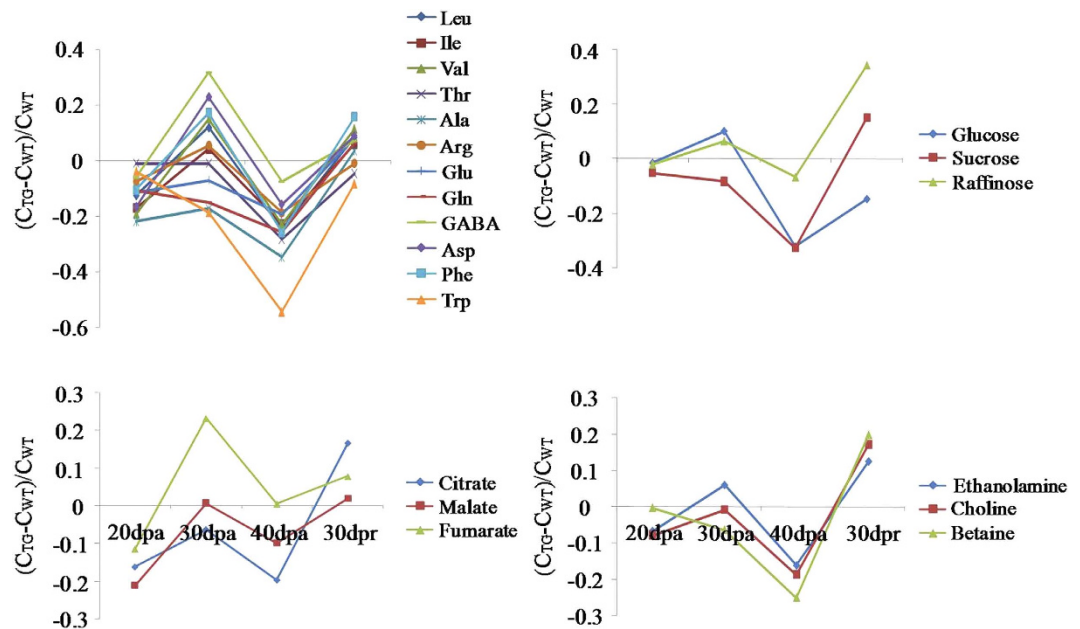 Leu
Ile
Val
Thr
Ala
Arg
Glu
Gln
GABA
Asp
Phe
Trp
0.4
0.2
0
-0.2
-0.4
-0.6
(CTG-CWT)/CWT
0.4
0.2
0
-0.2
-0.4
(CTG-CWT)/CWT
Glucose
Sucrose
Raffinose
0.3
0.2
0.1
0
-0.1
-0.2
-0.3
(CTG-CWT)/CWT
20dpa 30dpa 40dpa 30dpr
Citrate
Malate
Fumarate
0.3
0.2
0.1
0
-0.1
-0.2
-0.3
(CTG-CWT)/CWT
20dpa 30dpa 40dpa 30dpr
Ethanolamine
Choline
Betaine